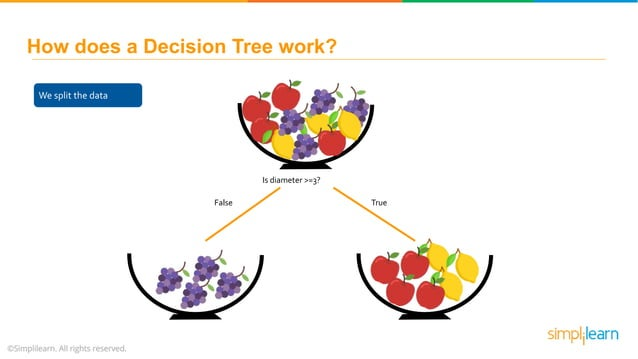 How does a Decision Tree work?
We split the data
Is diameter >=3?
False
True
©Simplilearn. All rights reserved.
simplilearn